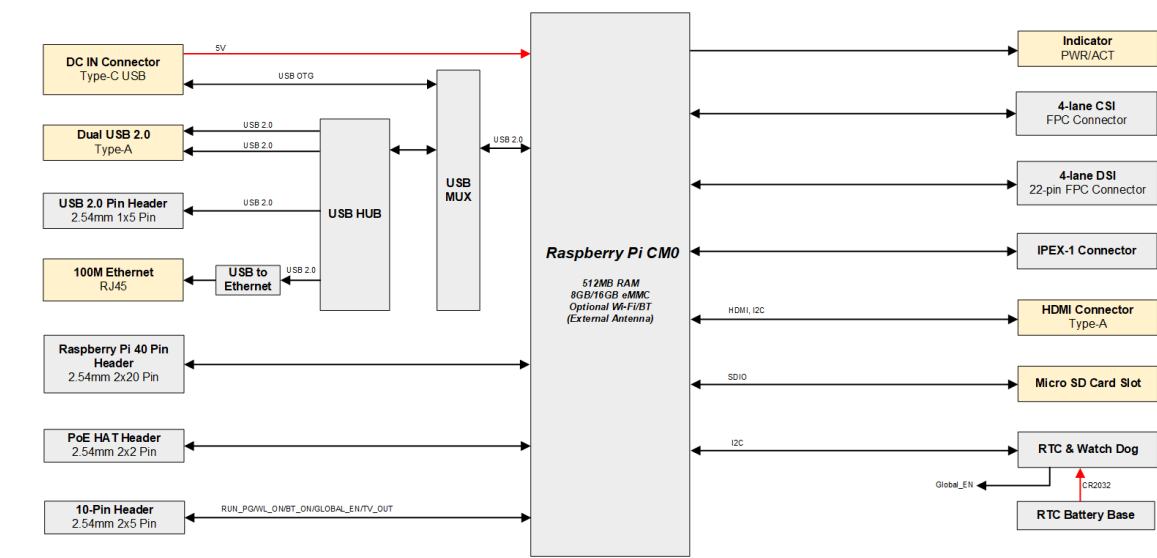 DC IN Connector
Type-C USB
5V
USB OTG
Dual USB 2.0
Type-A
USB 2.0
USB 2.0
USB 2.0 Pin Header
2.54mm 1x5 Pin
USB 2.0
100M Ethernet
RJ45
USB to
Ethernet
USB 2.0
USB HUB
USB
MUX
USB 2.0
Raspberry Pi 40 Pin
Header
2.54mm 2x20 Pin
PoE HAT Header
2.54mm 2x2 Pin
10-Pin Header
2.54mm 2x5 Pin
RUN_PG/WL_ON/BT_ON/GLOBAL_EN/TV_OUT
Raspberry Pi CM0
512MB RAM
8GB/16GB eMMC
Optional Wi-Fi/BT
(External Antenna)
Indicator
PWR/ACT
4-lane CSI
FPC Connector
4-lane DSI
22-pin FPC Connector
IPEX-1 Connector
HDMI, I2C
HDMI Connector
Type-A
SDIO
Micro SD Card Slot
I2C
RTC & Watch Dog
Global_EN
CR2032
RTC Battery Base